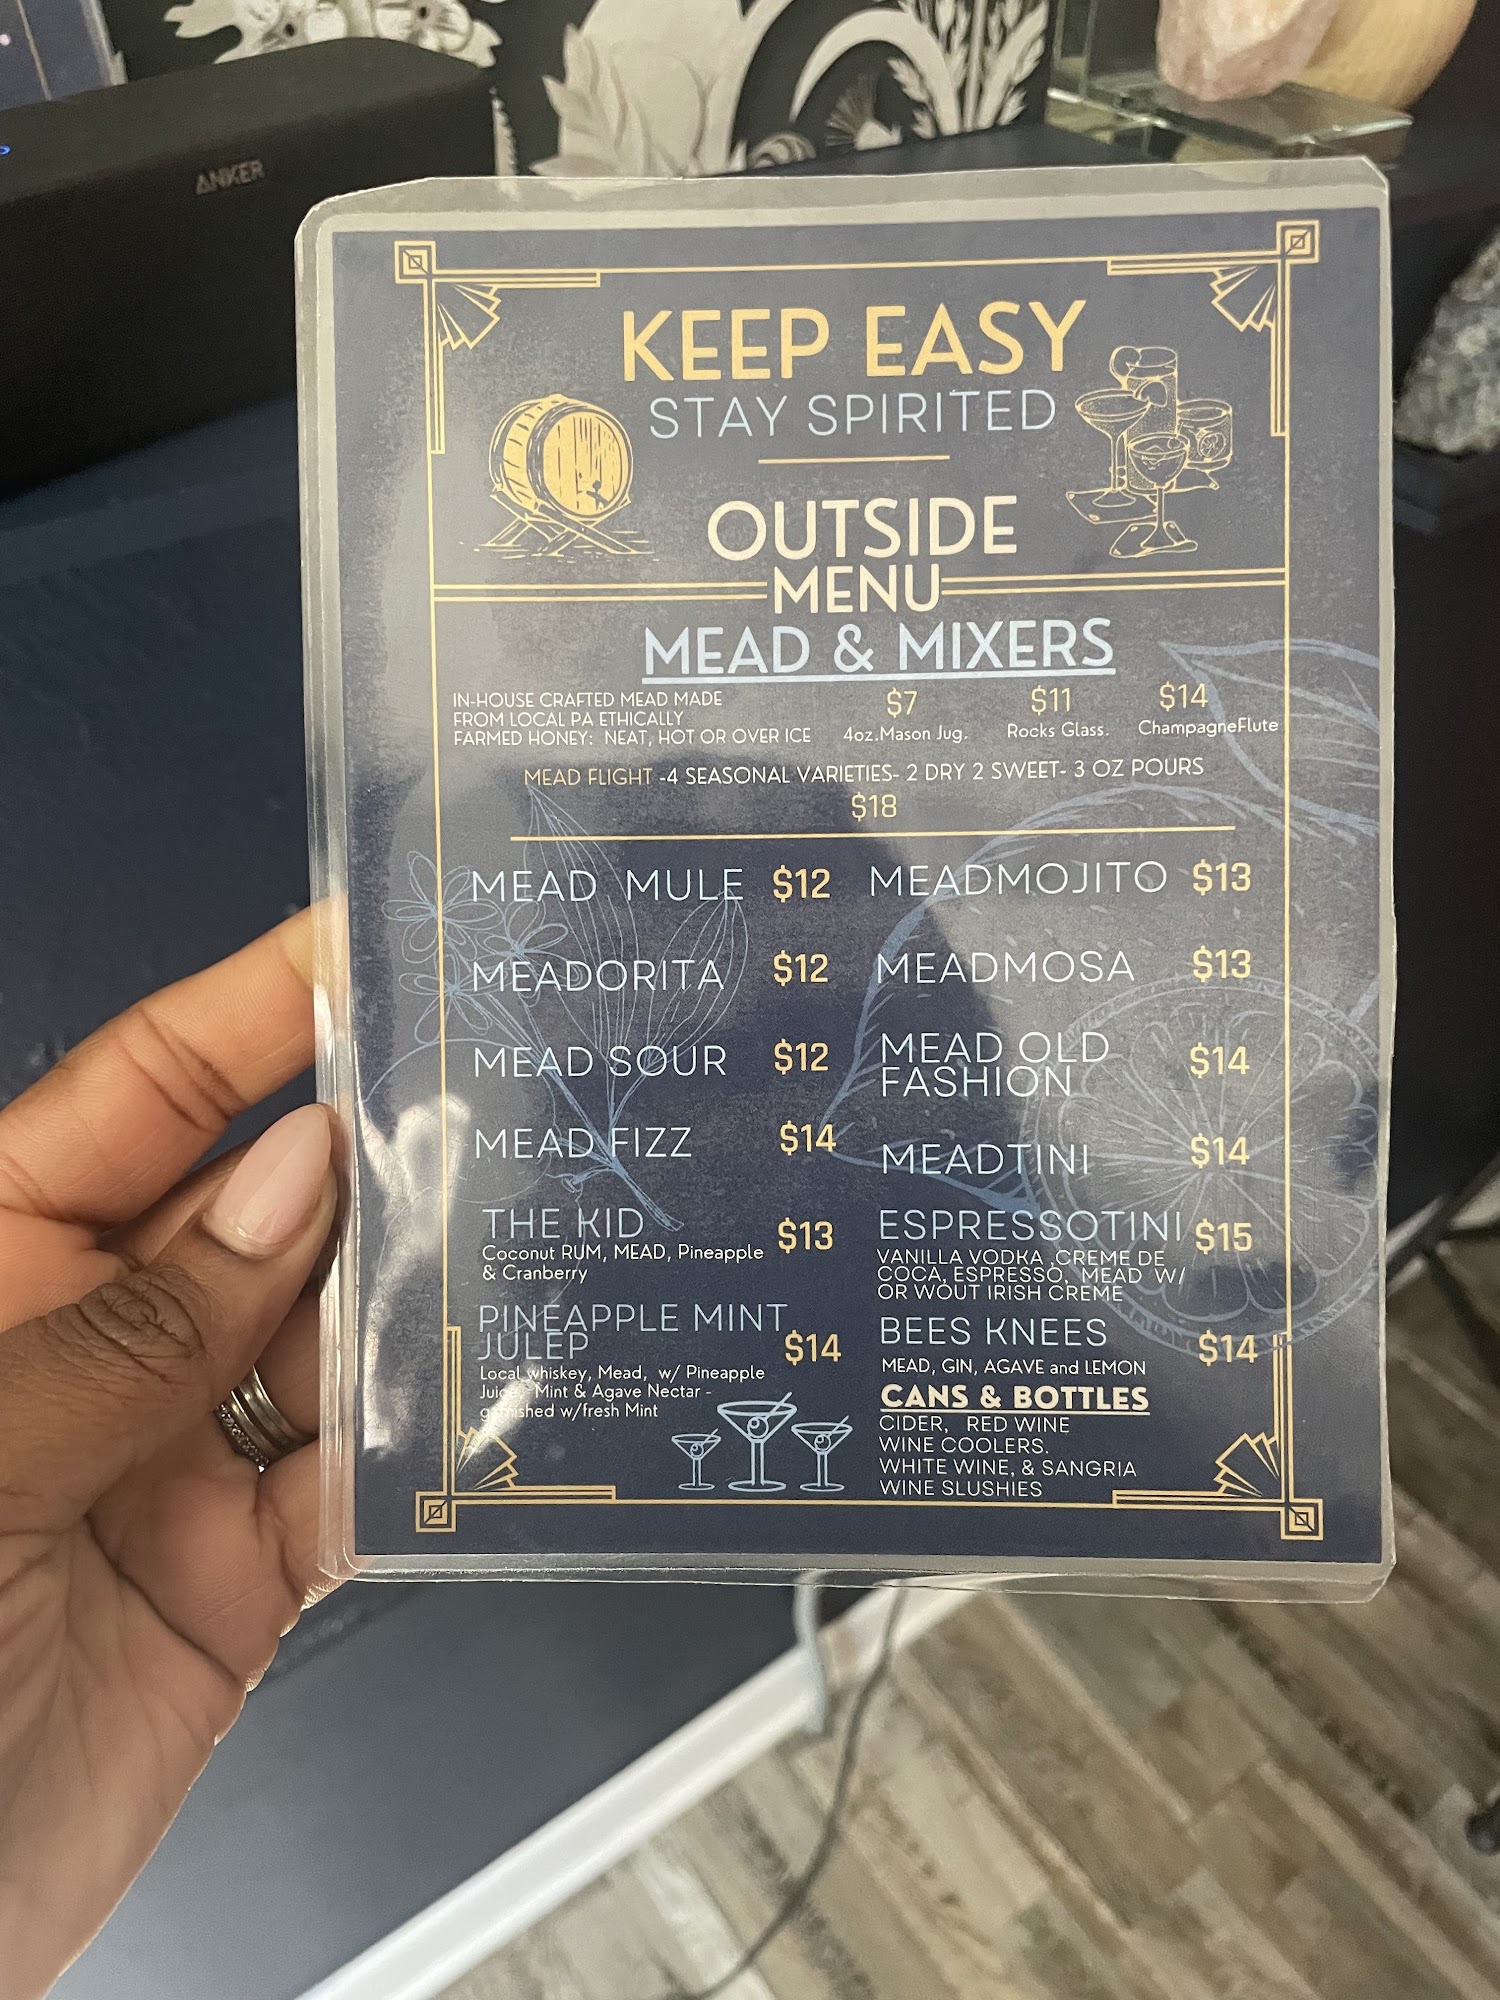 ANKER
KEEP EASY
STAY SPIRITED
OUTSIDE
MENU
MEAD & MIXERS
IN-HOUSE CRAFTED MEAD MADE
FROM LOCAL PA ETHICALLY
FARMED HONEY: NEAT, HOT OR OVER ICE
$7 $11 $14
4oz.Mason Jug. Rocks Glass. ChampagneFlute
MEAD FLIGHT -4 SEASONAL VARIETIES- 2 DRY 2 SWEET- 3 OZ POURS
$18
MEAD MULE $12
MEADORITA $12
MEAD SOUR $12
MEAD FIZZ $14
THE KID $13
Coconut RUM, MEAD, Pineapple
& Cranberry
PINEAPPLE MINT
JULEP $14
Local whiskey, Mead, w/ Pineapple
Juice, Mint & Agave Nectar -
garnished w/fresh Mint
MEADMOJITO $13
MEADMOSA $13
MEAD OLD
FASHION $14
MEADTINI $14
ESPRESSOTINI $15
VANILLA VODKA ,CREME DE
COCA, ESPRESSO, MEAD W/
OR WOUT IRISH CREME
BEES KNEES $14
MEAD, GIN, AGAVE and LEMON
CANS & BOTTLES
CIDER, RED WINE
WINE COOLERS.
WHITE WINE, & SANGRIA
WINE SLUSHIES